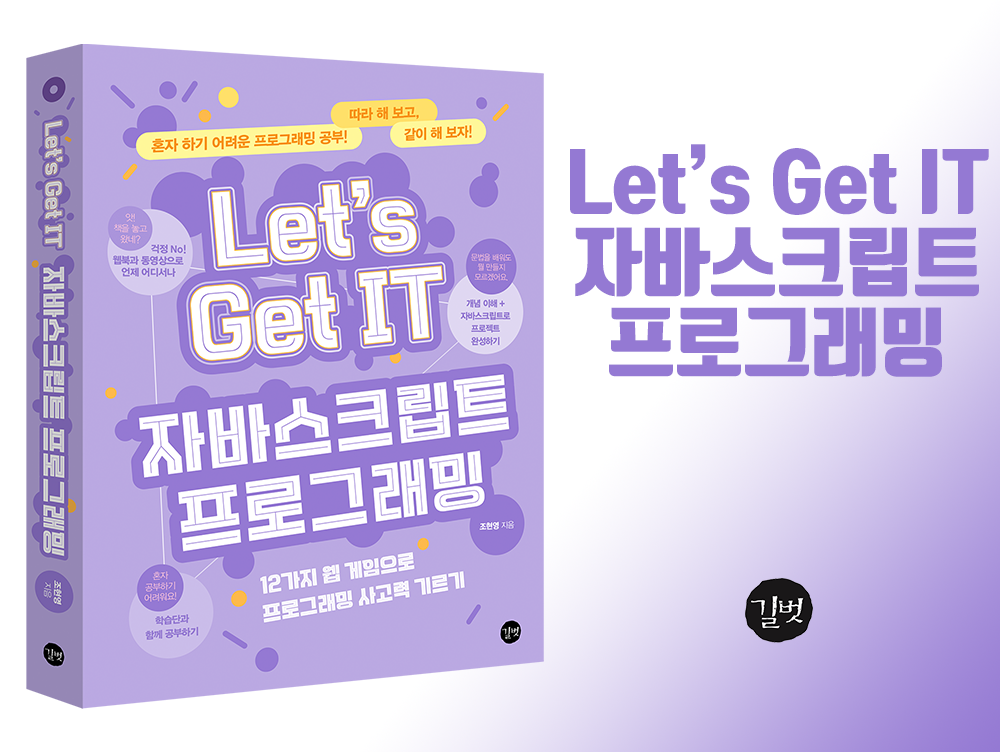 Let's Get IT
자바스크립트 프로그래밍
조현영
지음
길벗
따라 해 보고,
혼자 하기 어려운 프로그래밍 공부!
같이 해 보자!
Let's
Get IT
자바스크립트
프로그래밍
앗!
책을 놓고
왔네?
걱정 No!
웹북과 동영상으로
언제 어디서나
문법을 배워도
뭘 만들지
모르겠어요.
개념 이해 +
자바스크립트로
프로젝트
완성하기
조현영 지음
12가지 웹 게임으로
프로그래밍 사고력 기르기
혼자
공부하기
어려워요!
학습단과
함께 공부하기
길벗
Let's Get IT
자바스크립트
프로그래밍
길벗